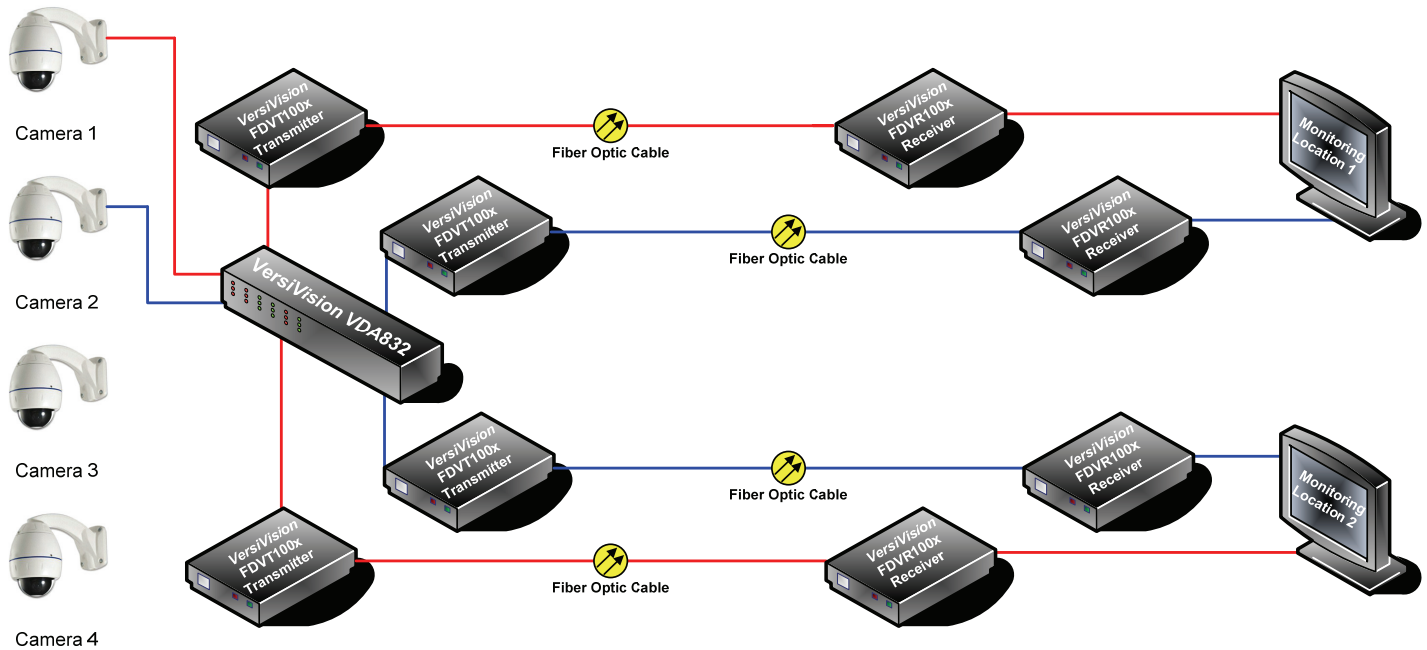 Camera 1
VersiVision
FDVT100x
Transmitter
Fiber Optic Cable
VersiVision
FDVR100x
Receiver
Monitoring
Location 1
Camera 2
VersiVision
FDVT100x
Transmitter
Fiber Optic Cable
VersiVision
FDVR100x
Receiver
VersiVision VDA832
Camera 3
VersiVision
FDVT100x
Transmitter
Fiber Optic Cable
VersiVision
FDVR100x
Receiver
Monitoring
Location 2
Camera 4
VersiVision
FDVT100x
Transmitter
Fiber Optic Cable
VersiVision
FDVR100x
Receiver